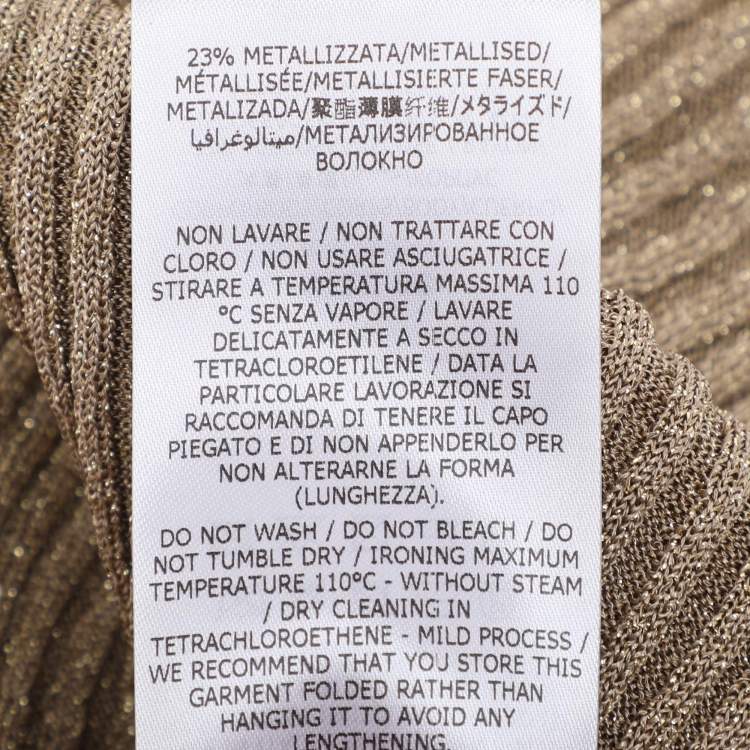 23% METALLIZZATA/METALLISED/
MÉTALLISÉE/METALLISIERTE FASER/
METALIZADA/聚酯薄膜纤维/メタライズド/
ميتالوغرافيا/МЕТАЛИЗИРОВАННОЕ
ВОЛОКНО
NON LAVARE / NON TRATTARE CON
CLORO / NON USARE ASCIUGATRICE /
STIRARE A TEMPERATURA MASSIMA 110
°C SENZA VAPORE / LAVARE
DELICATAMENTE A SECCO IN
TETRACLOROETILENE / DATA LA
PARTICOLARE LAVORAZIONE SI
RACCOMANDA DI TENERE IL CAPO
PIEGATO E DI NON APPENDERLO PER
NON ALTERARNE LA FORMA
(LUNGHEZZA).
DO NOT WASH / DO NOT BLEACH / DO
NOT TUMBLE DRY / IRONING MAXIMUM
TEMPERATURE 110°C - WITHOUT STEAM
/ DRY CLEANING IN
TETRACHLOROETHENE - MILD PROCESS /
WE RECOMMEND THAT YOU STORE THIS
GARMENT FOLDED RATHER THAN
HANGING IT TO AVOID ANY
LENGTHENING.